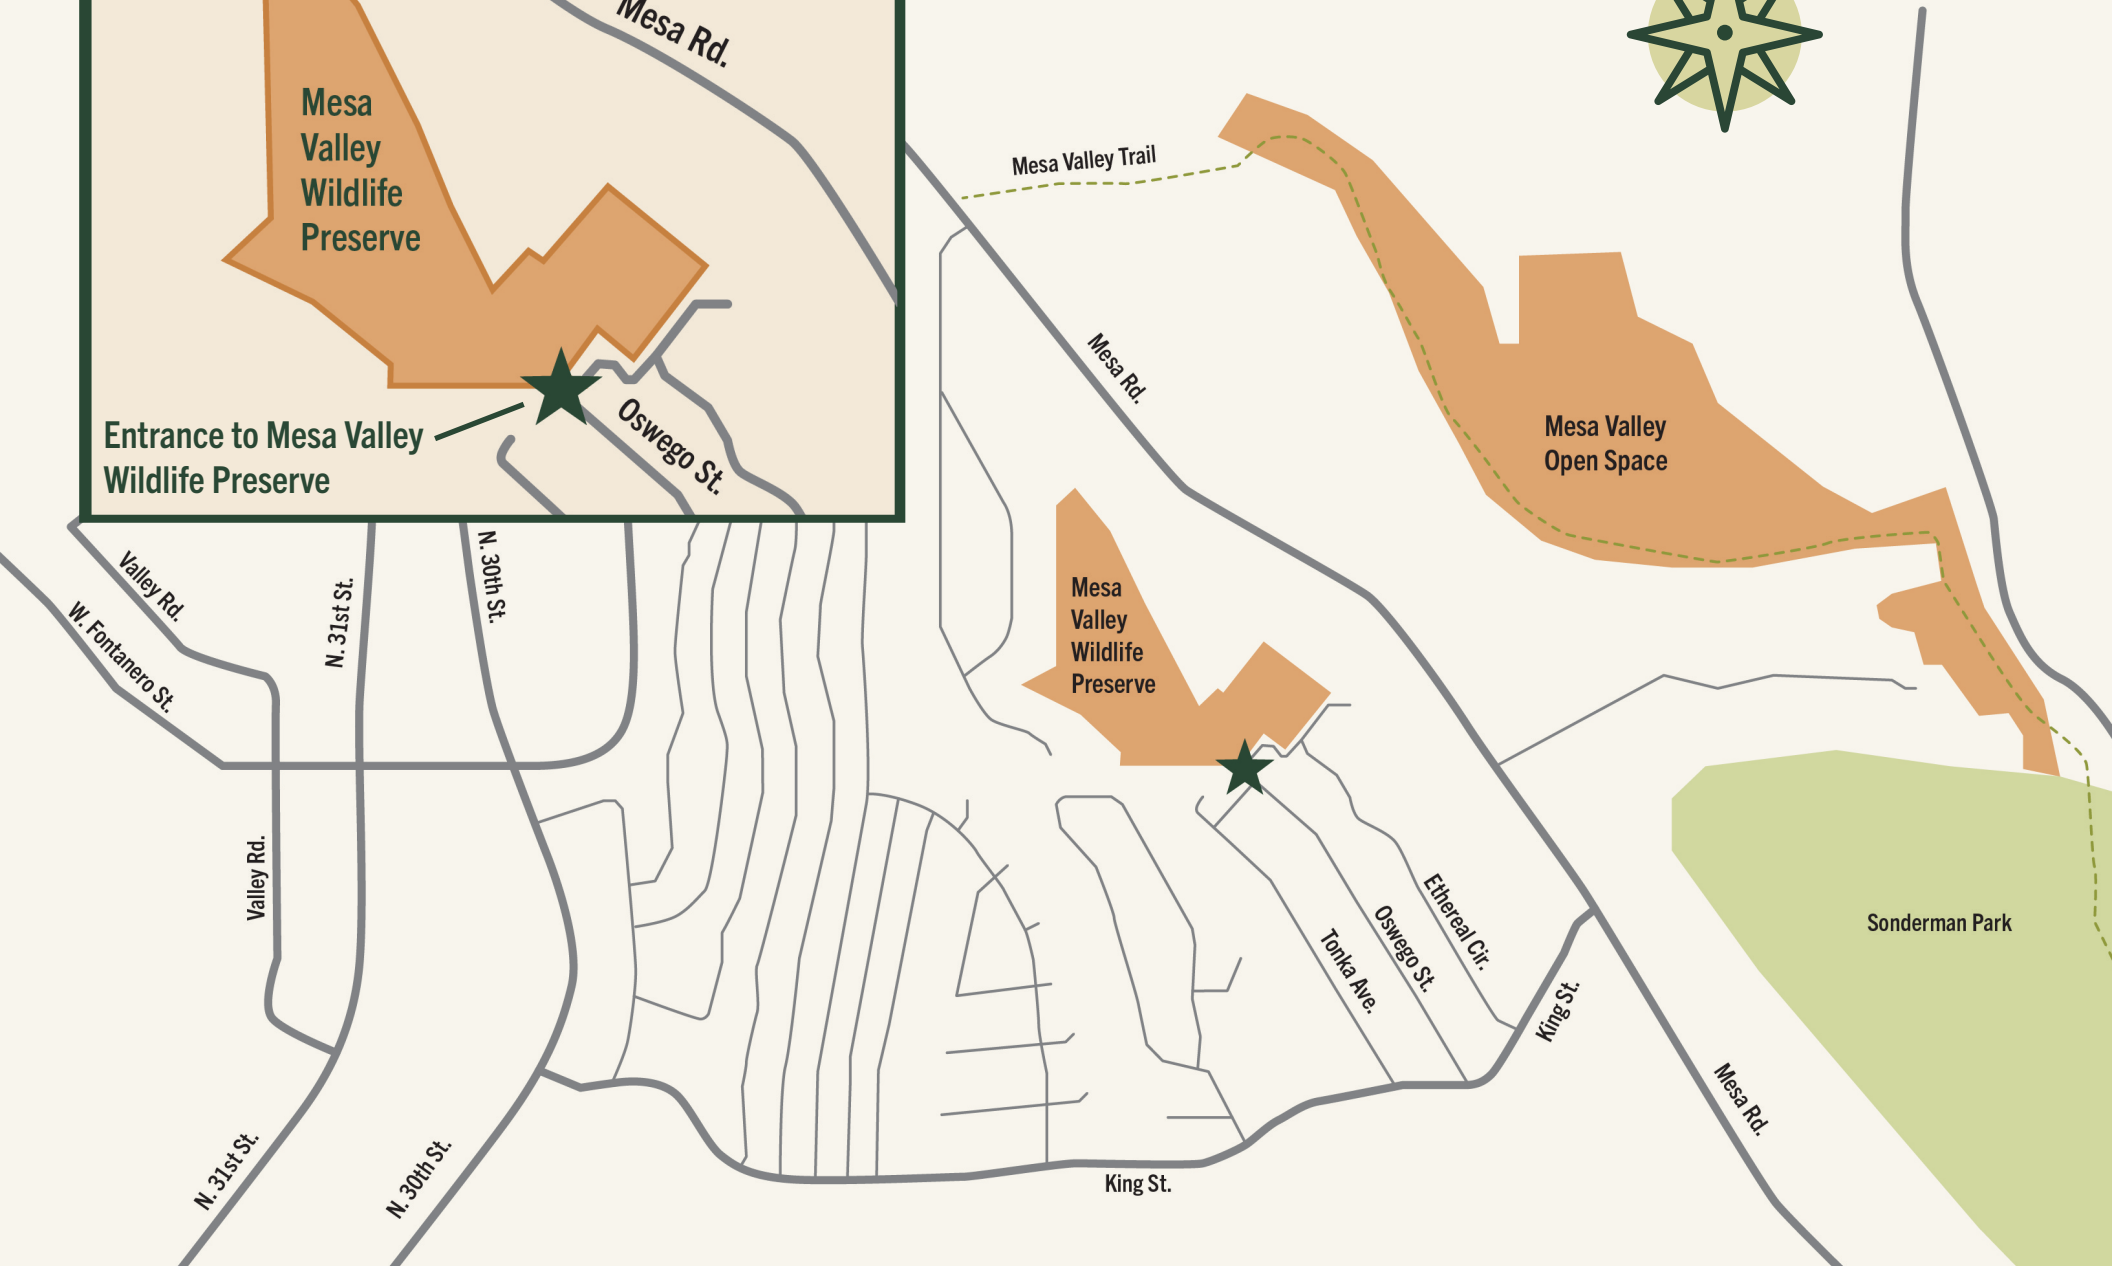 Mesa Rd.
Mesa
Valley
Wildlife
Preserve
Entrance to Mesa Valley
Wildlife Preserve
Oswego St.
Mesa Valley Trail
Mesa Rd.
Mesa Valley
Open Space
Valley Rd.
W. Fontanero St.
N. 31st St.
N. 30th St.
Mesa
Valley
Wildlife
Preserve
Valley Rd.
Ethereal Cir.
Oswego St.
Tonka Ave.
Sonderman Park
King St.
Mesa Rd.
N. 31st St.
N. 30th St.
King St.